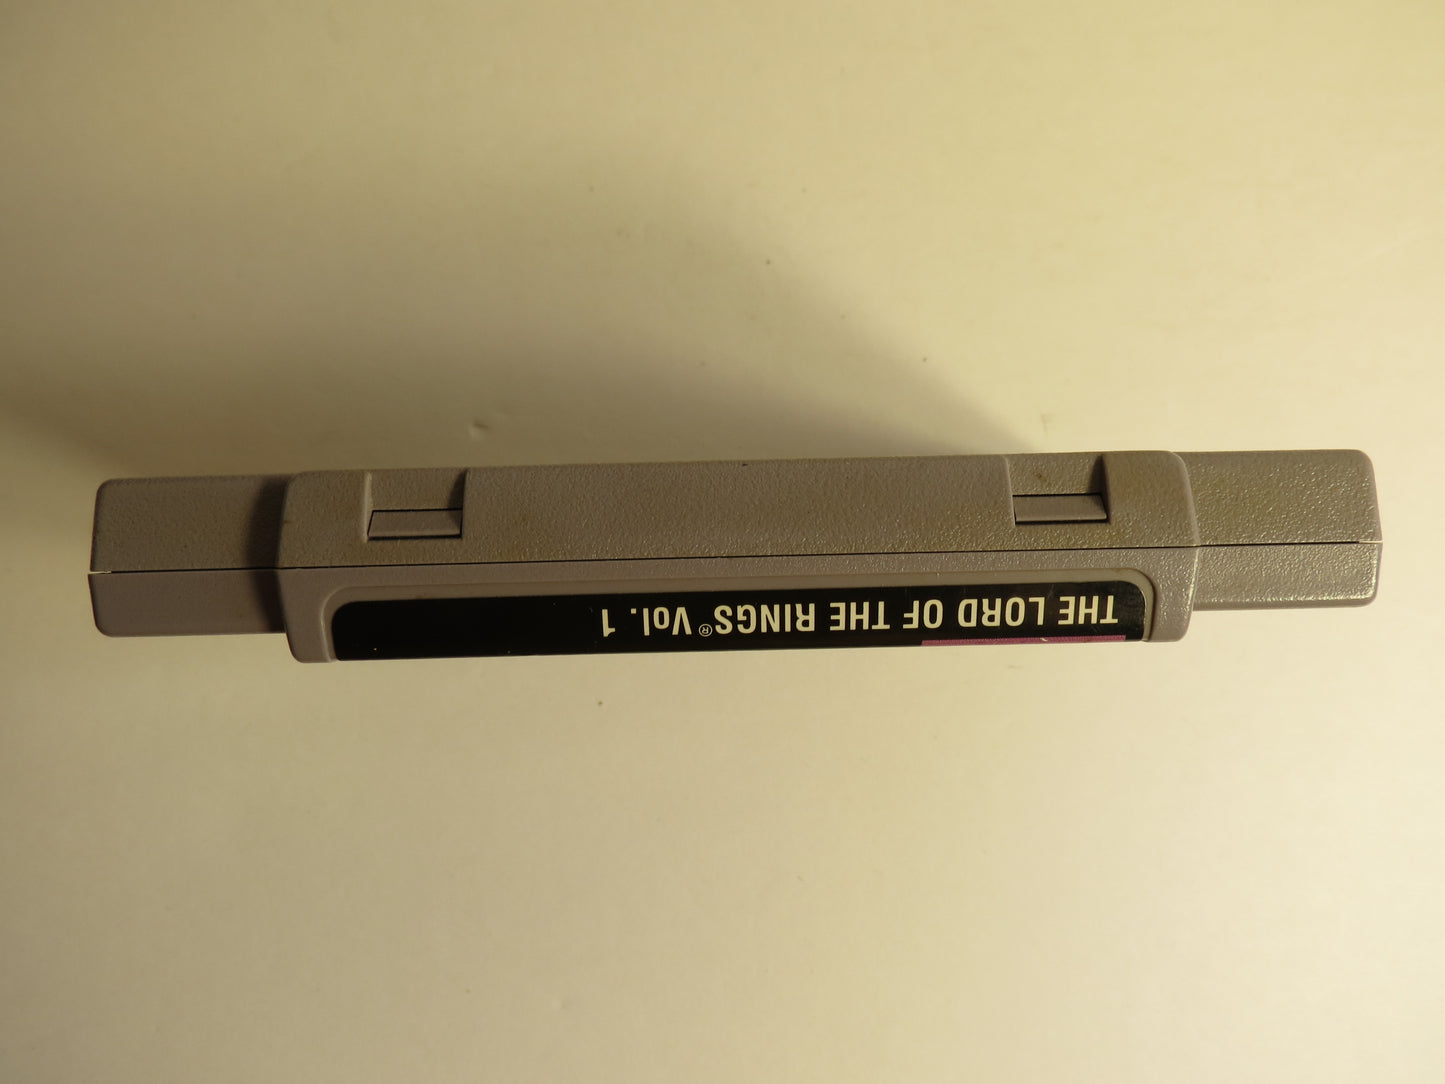 THE LORD OF THE RINGS® Vol. 1